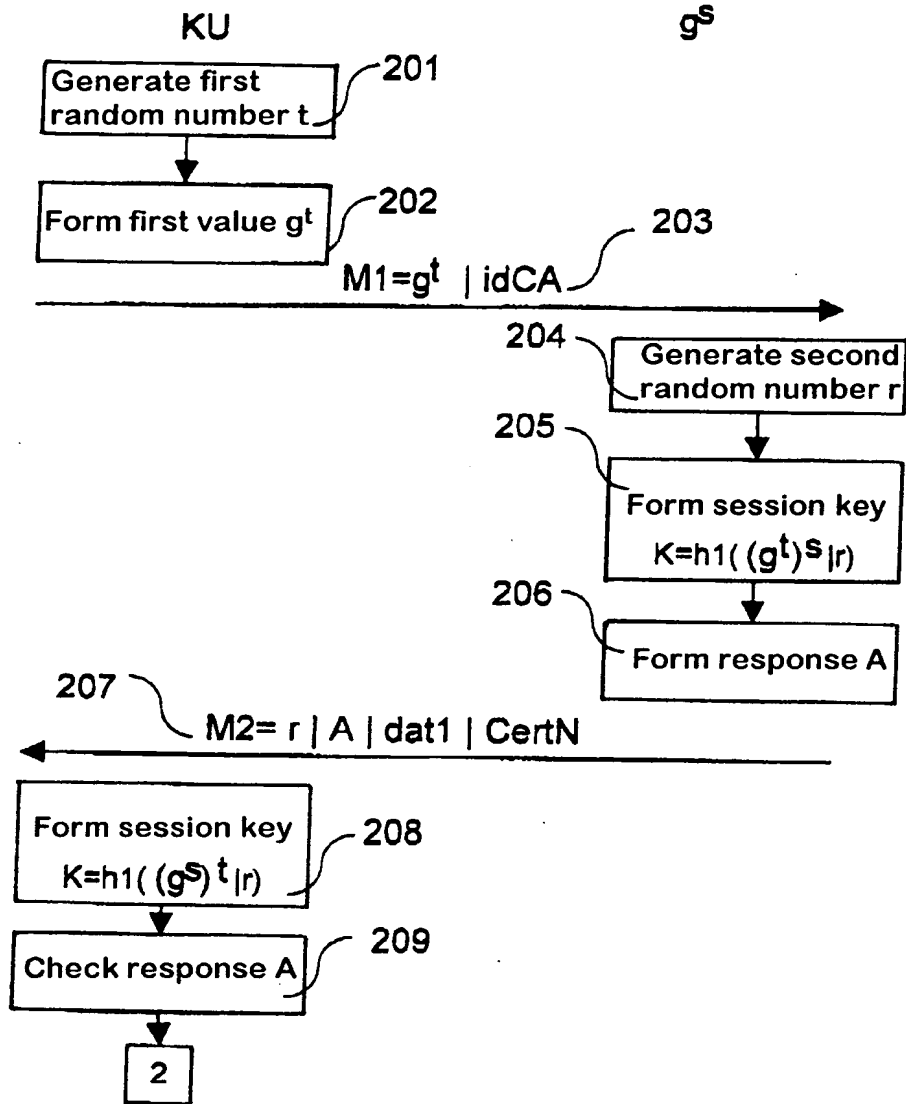 KU g^s
Generate first
random number t
201
Form first value g^t
202
203
M1=g^t | idCA
204
Generate second
random number r
205
Form session key
K=h1( (g^t)^s |r)
206
Form response A
207
M2= r | A | dat1 | CertN
Form session key
K=h1( (g^s)^t |r)
208
Check response A
209
2